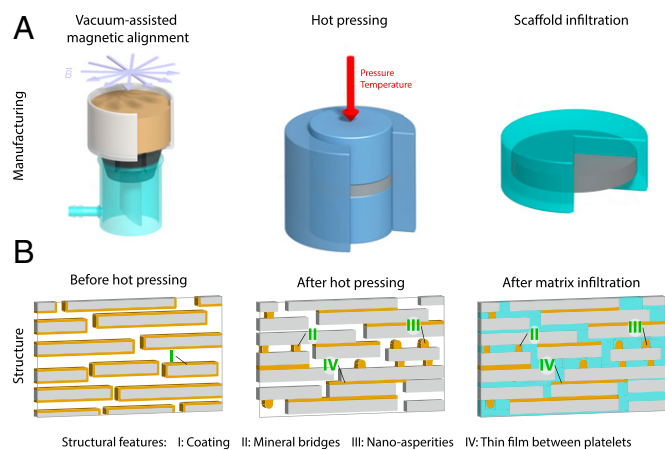 A
Vacuum-assisted
magnetic alignment
Hot pressing
Scaffold infiltration
Pressure
Temperature
Manufacturing
B
Before hot pressing
After hot pressing
After matrix infiltration
Structure
I
II
III
IV
II
III
IV
Structural features: I: Coating II: Mineral bridges III: Nano-asperities IV: Thin film between platelets